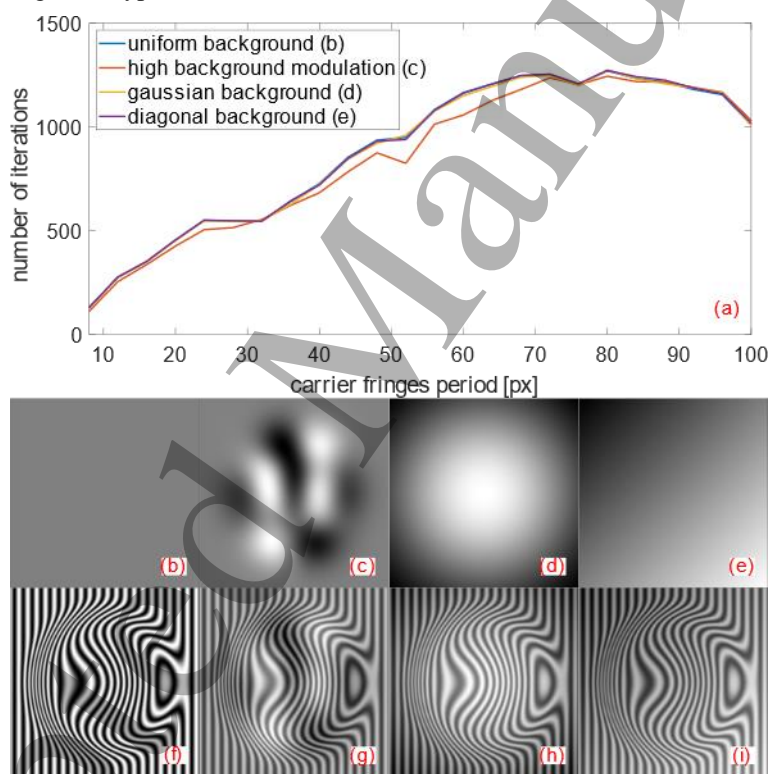 1500
1000
500
0
number of iterations
uniform background (b)
high background modulation (c)
gaussian background (d)
diagonal background (e)
(a)
10 20 30 40 50 60 70 80 90 100
carrier fringes period [px]
(b) (c) (d) (e)
(f) (g) (h) (i)